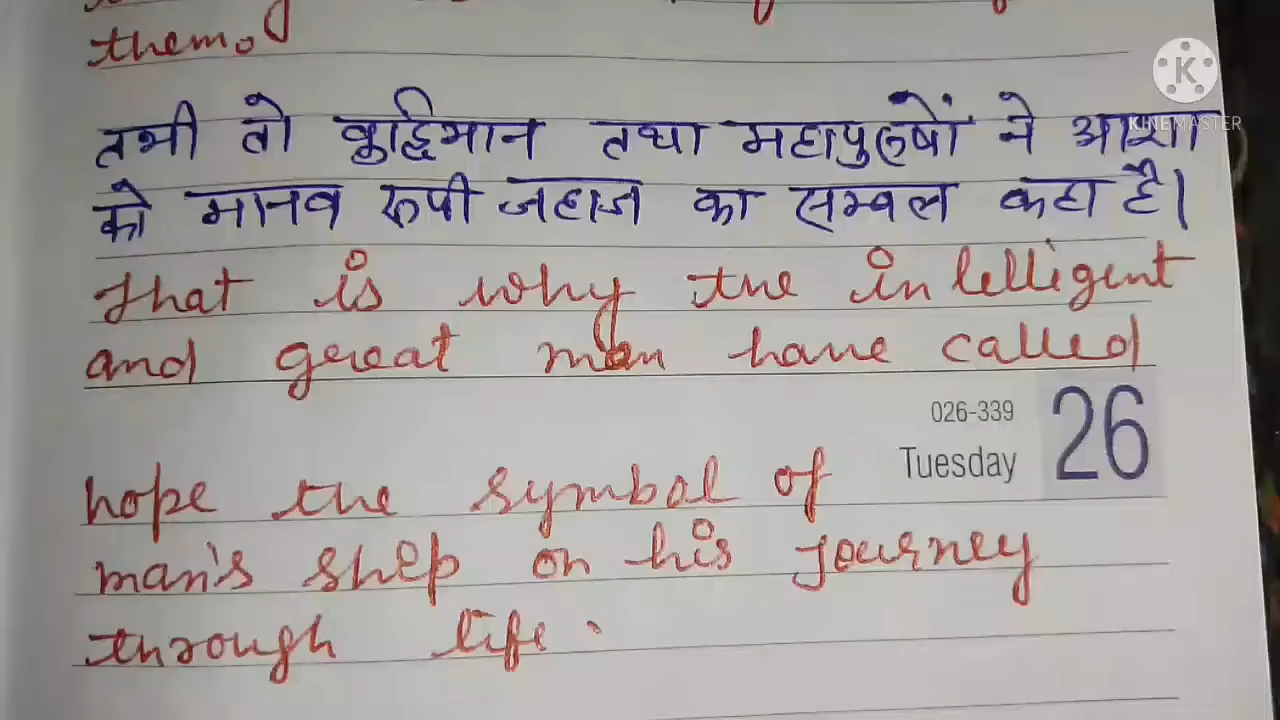 them.
K
KINEMASTER
तभी तो बुद्धिमान तथा महापुरूषों ने आशा
को मानव रूपी जहाज का सम्बल कहा है।
That is why the intelligent
and great men have called
026-339
Tuesday 26
hope the symbol of
man's ship on his journey
through life.